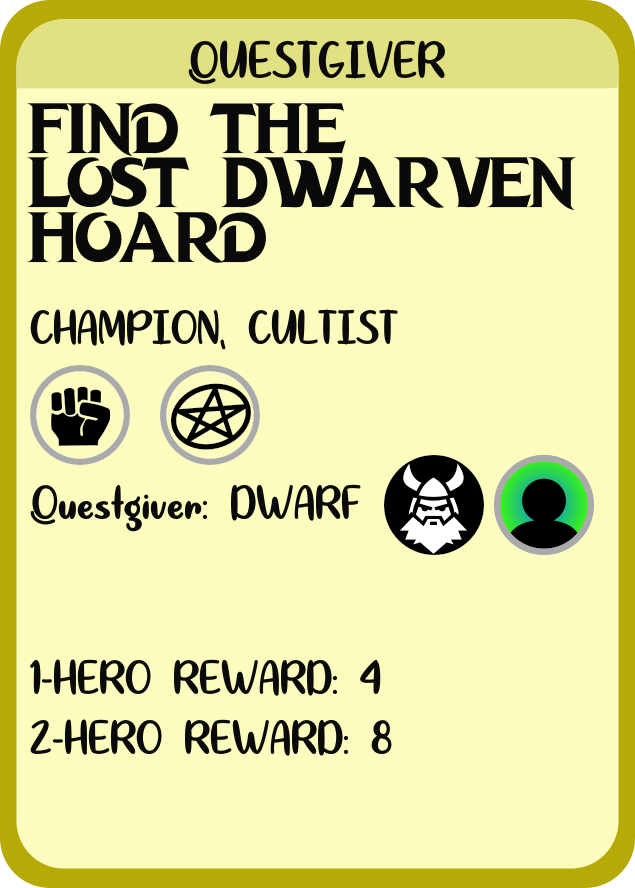 QUESTGIVER
FIND THE
LOST DWARVEN
HOARD
CHAMPION, CULTIST
Questgiver: DWARF
1-HERO REWARD: 4
2-HERO REWARD: 8